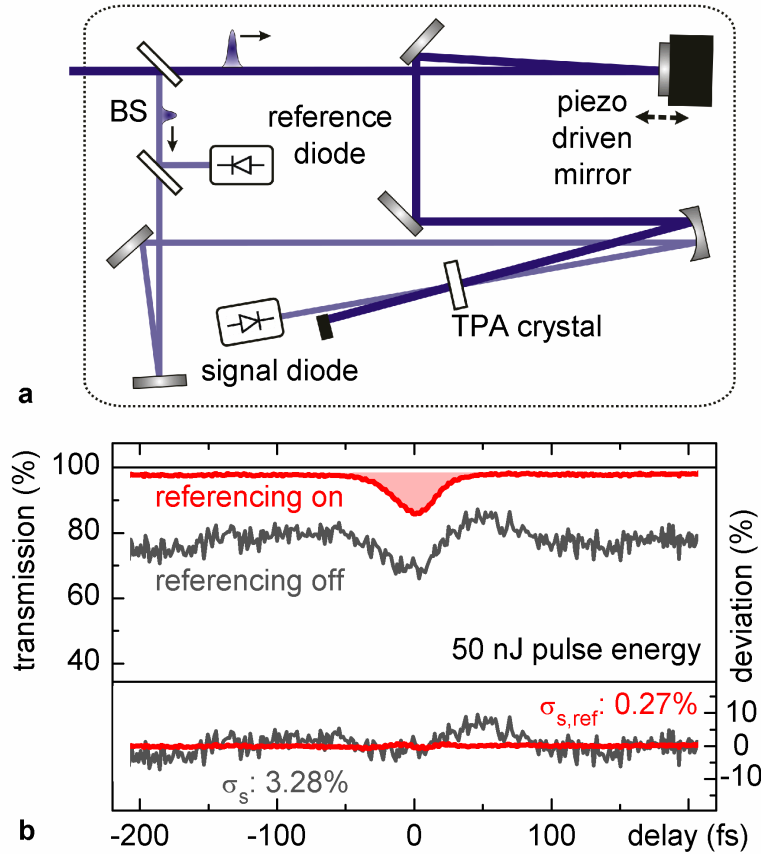 BS
reference
diode
piezo
driven
mirror
TPA crystal
signal diode
a
100
80
60
40
transmission (%)
referencing on
referencing off
50 nJ pulse energy
deviation (%)
10
0
-10
σs,ref: 0.27%
σs: 3.28%
b
-200
-100
0
100
delay (fs)